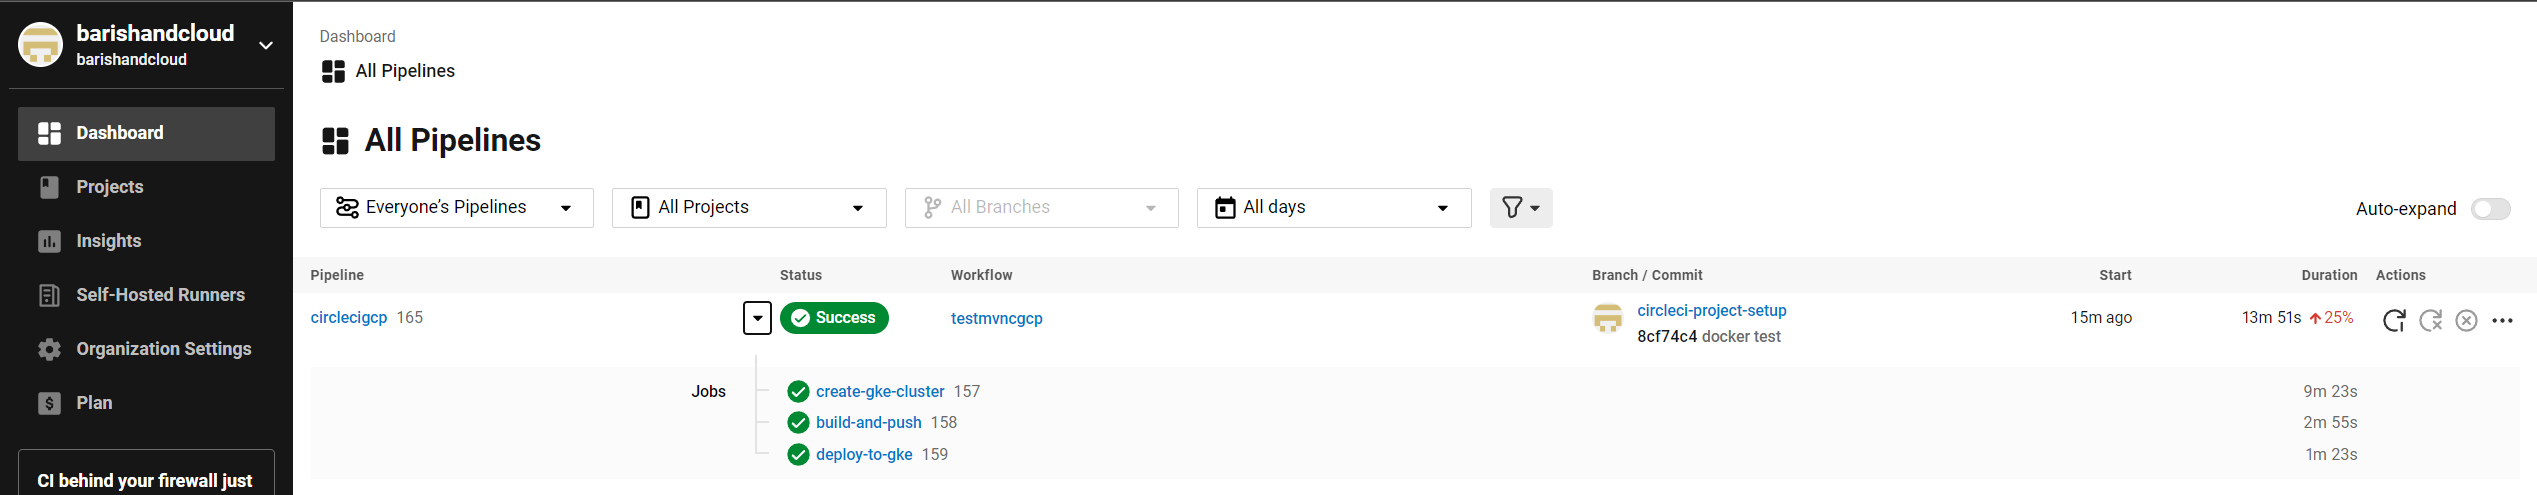 barishandcloud
barishandcloud
Dashboard
Projects
Insights
Self-Hosted Runners
Organization Settings
Plan
CI behind your firewall just
Dashboard
All Pipelines
All Pipelines
Everyone's Pipelines All Projects All Branches All days Auto-expand
Pipeline Status Workflow Branch / Commit Start Duration Actions
circlecigcp 165 Success testmvncgcp circleci-project-setup 15m ago 13m 51s 25%
8cf74c4 docker test
Jobs create-gke-cluster 157 9m 23s
build-and-push 158 2m 55s
deploy-to-gke 159 1m 23s